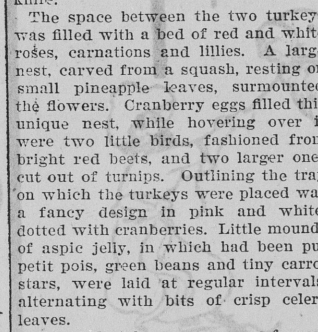 knife.
The space between the two turkey
was filled with a bed of red and whit
roses, carnations and lillies. A larg
nest, carved from a squash, resting o
small pineapple leaves, surmounte
the flowers. Cranberry eggs filled thi
unique nest, while hovering over i
were two little birds, fashioned fron
bright red beets, and two larger one
cut out of turnips. Outlining the tra
on which the turkeys were placed wa
a fancy design in pink and white
dotted with cranberries. Little mound
of aspic jelly, in which had been pu
petit pois, green beans and tiny carro
stars, were laid at regular interval
alternating with bits of crisp celer
leaves.